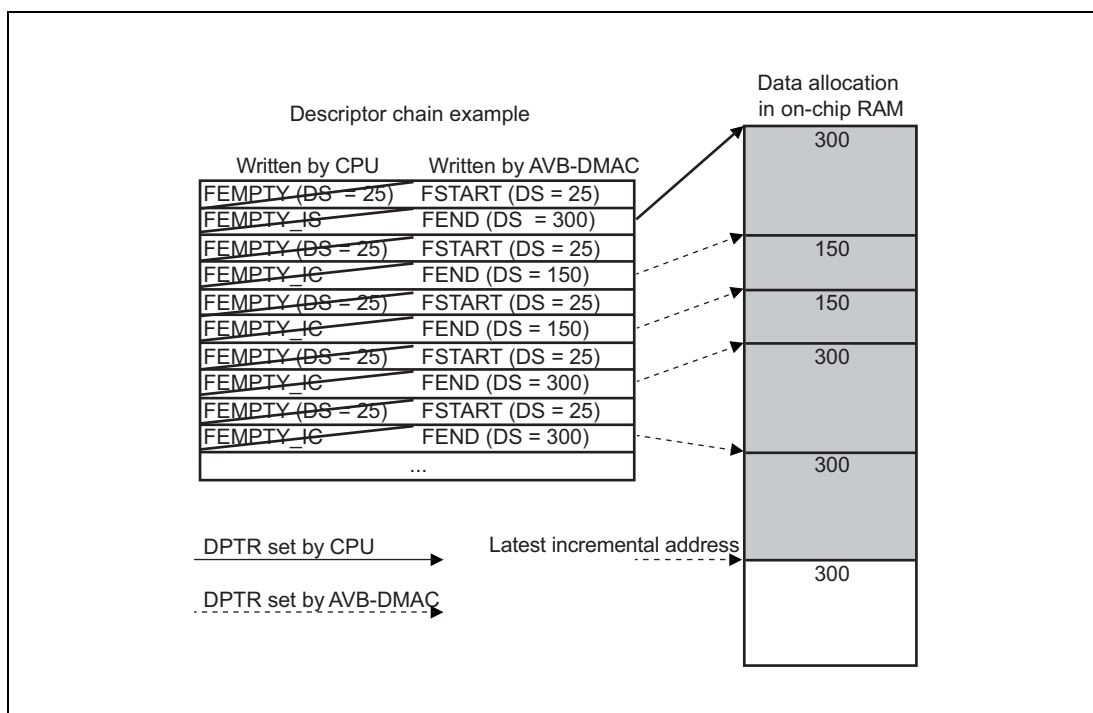 Data allocation
in on-chip RAM
Descriptor chain example
Written by CPU Written by AVB-DMAC
300
FEMPTY (DS = 25) FSTART (DS = 25)
FEMPTY_IS FEND (DS = 300)
FEMPTY (DS = 25) FSTART (DS = 25) 150
FEMPTY_IC FEND (DS = 150)
FEMPTY (DS = 25) FSTART (DS = 25) 150
FEMPTY_IC FEND (DS = 150)
FEMPTY (DS = 25) FSTART (DS = 25) 300
FEMPTY_IC FEND (DS = 300)
FEMPTY (DS = 25) FSTART (DS = 25)
FEMPTY_IC FEND (DS = 300)
... 300
DPTR set by CPU Latest incremental address
300
DPTR set by AVB-DMAC